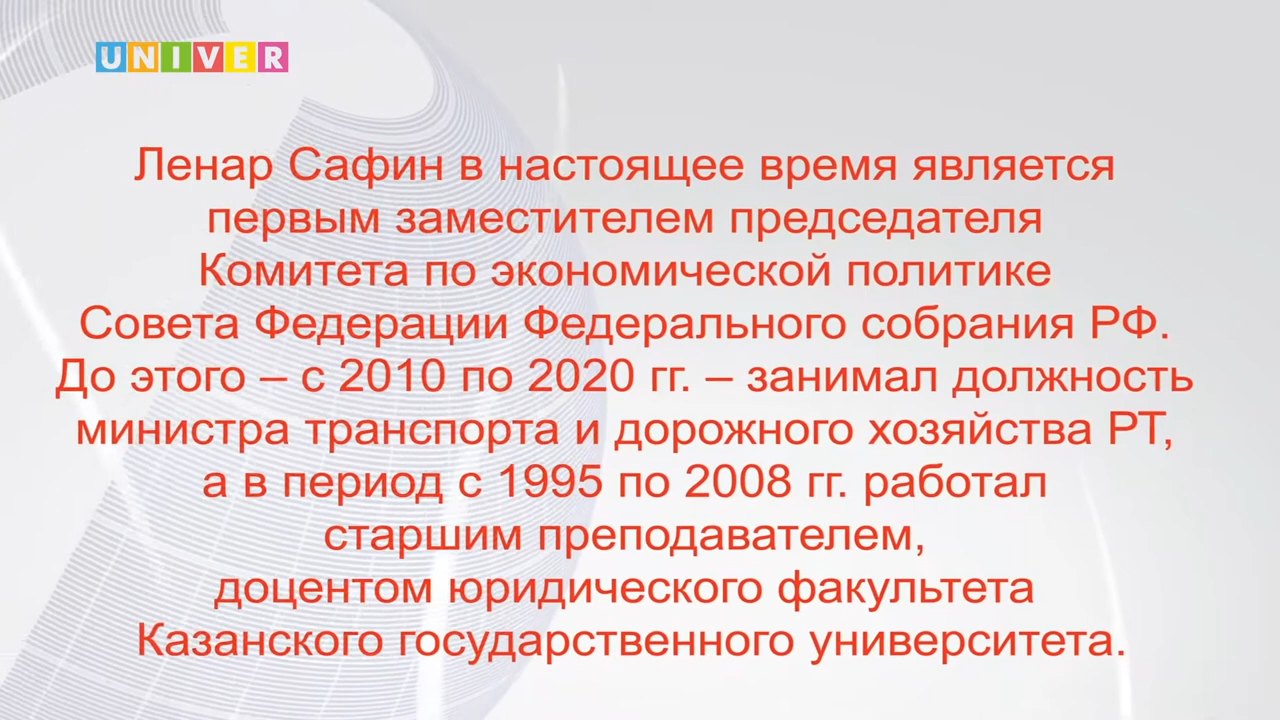 UNIVER
Ленар Сафин в настоящее время является
первым заместителем председателя
Комитета по экономической политике
Совета Федерации Федерального собрания РФ.
До этого – с 2010 по 2020 гг. – занимал должность
министра транспорта и дорожного хозяйства РТ,
а в период с 1995 по 2008 гг. работал
старшим преподавателем,
доцентом юридического факультета
Казанского государственного университета.